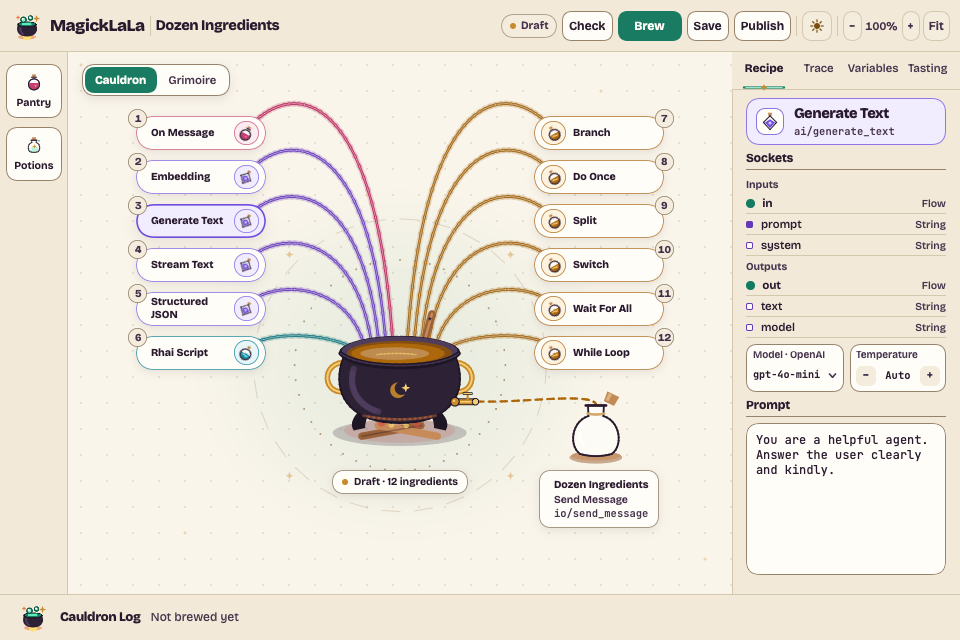 MagickLaLa
Dozen Ingredients
Draft
Check
Brew
Save
Publish
−
100%
+
Fit
Pantry
Potions
Cauldron
Grimoire
1
On Message
2
Embedding
3
Generate Text
4
Stream Text
5
Structured
JSON
6
Rhai Script
7
Branch
8
Do Once
9
Split
10
Switch
11
Wait For All
12
While Loop
Draft · 12 ingredients
Dozen Ingredients
Send Message
io/send_message
Recipe
Trace
Variables
Tasting
Generate Text
ai/generate_text
Sockets
Inputs
in Flow
prompt String
system String
Outputs
out Flow
text String
model String
Model · OpenAI
gpt-4o-mini
Temperature
− Auto +
Prompt
You are a helpful agent.
Answer the user clearly
and kindly.
Cauldron Log
Not brewed yet